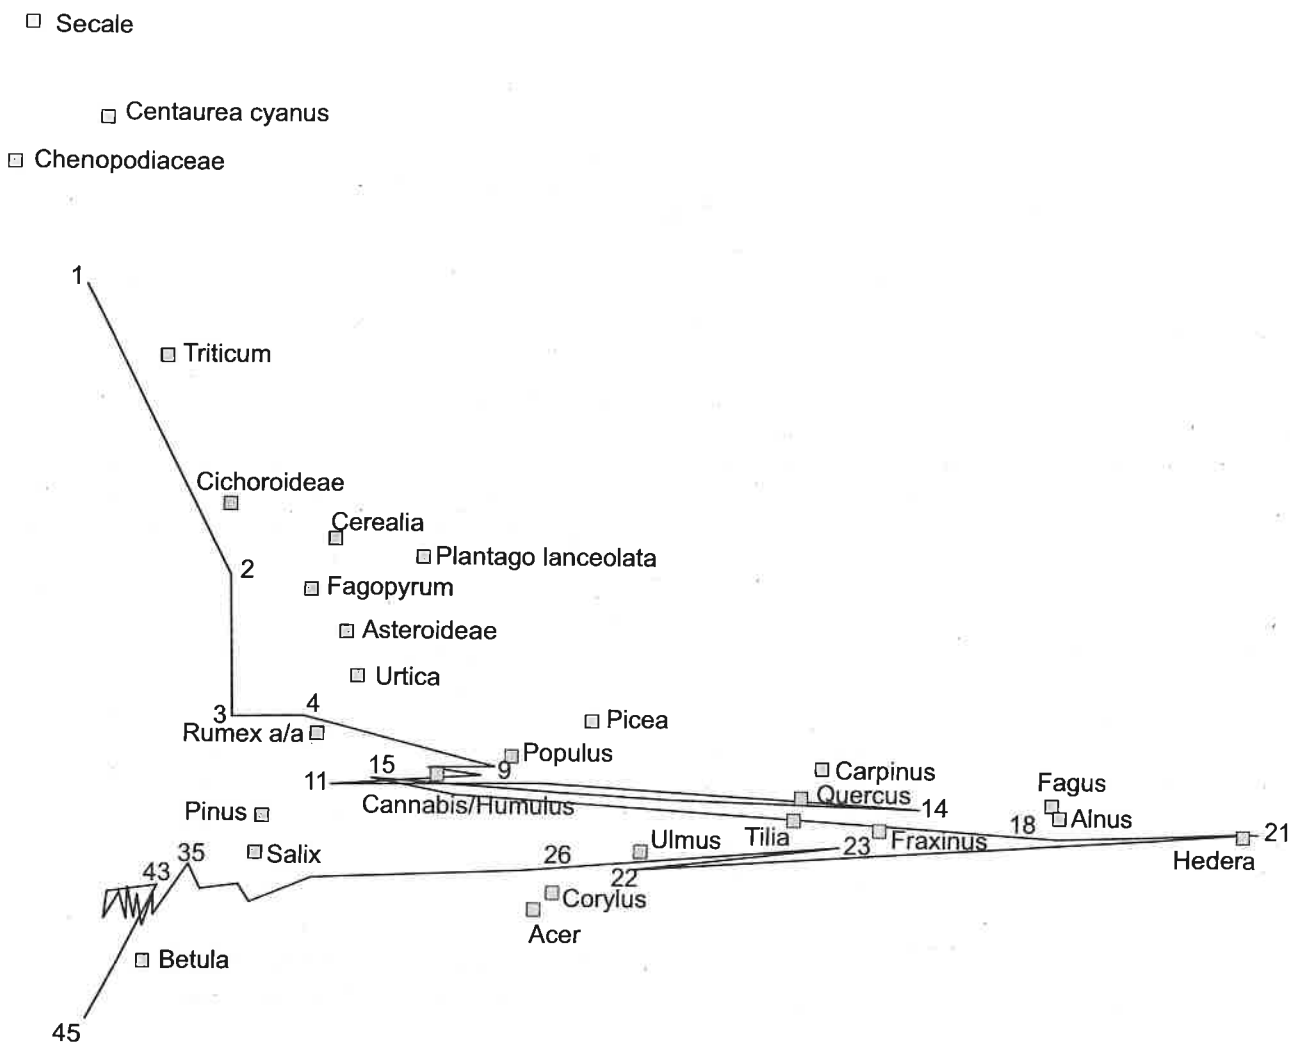 Secale
Centaurea cyanus
Chenopodiaceae
1
Triticum
Cichoroideae
Cerealia
Plantago lanceolata
2
Fagopyrum
Asteroideae
Urtica
4
3
Picea
Rumex a/a
Populus
15
9
11
Carpinus
Cannabis/Humulus
Quercus
Fagus
14
Pinus
Alnus
18
21
Tilia
Fraxinus
Ulmus
23
Hedera
35
Salix
26
43
22
Corylus
Acer
Betula
45